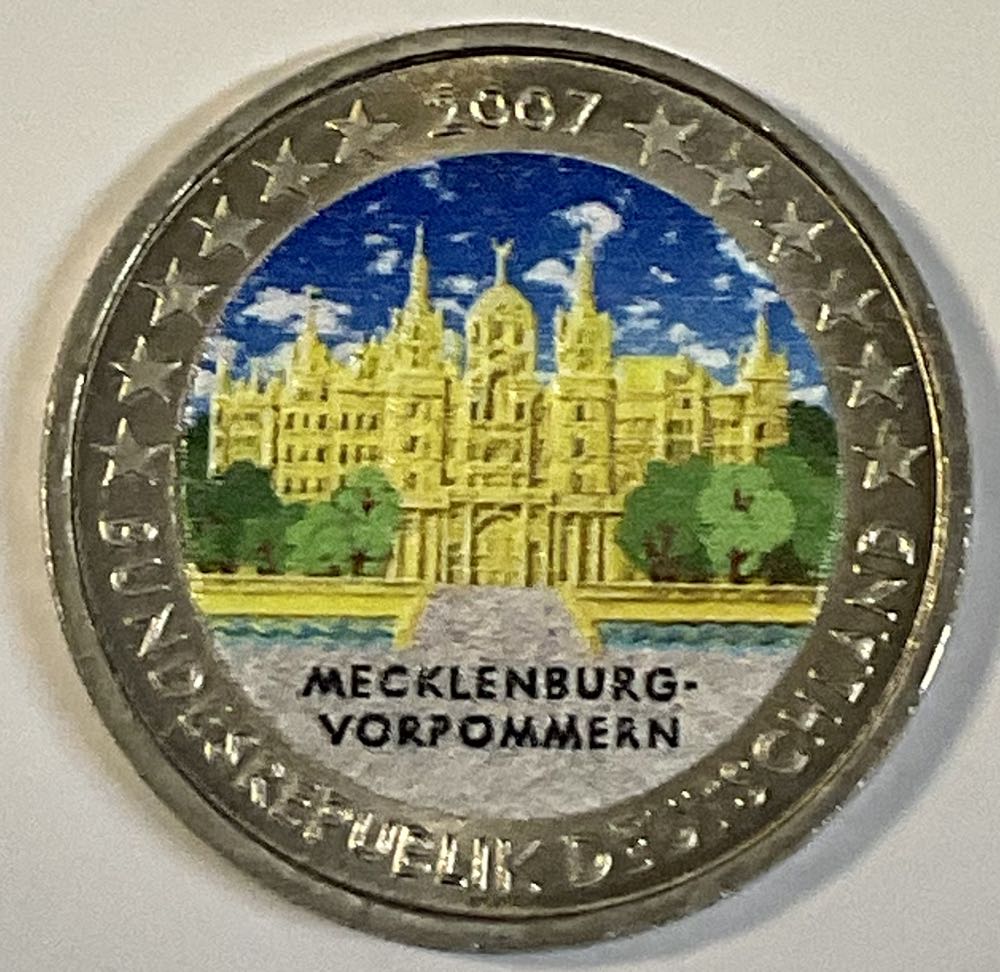 2007
MECKLENBURG-
VORPOMMERN
BUNDESREPUBLIK DEUTSCHLAND